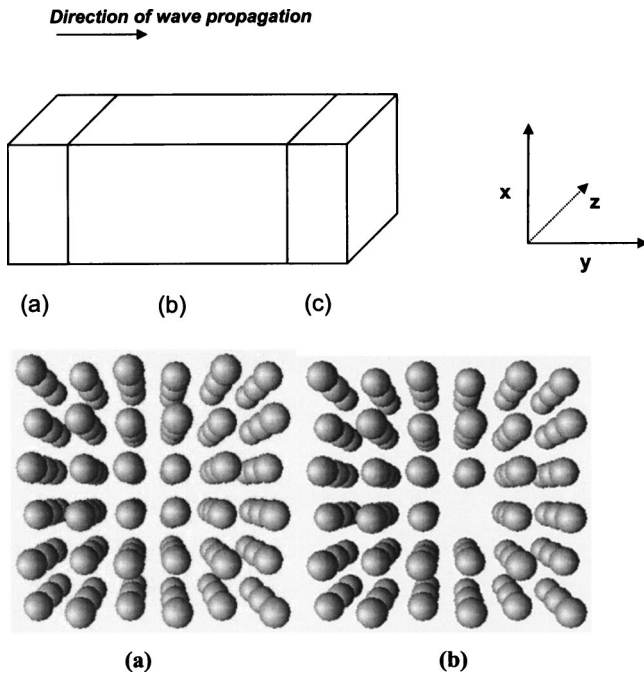 Direction of wave propagation
x
z
y
(a) (b) (c)
(a) (b)